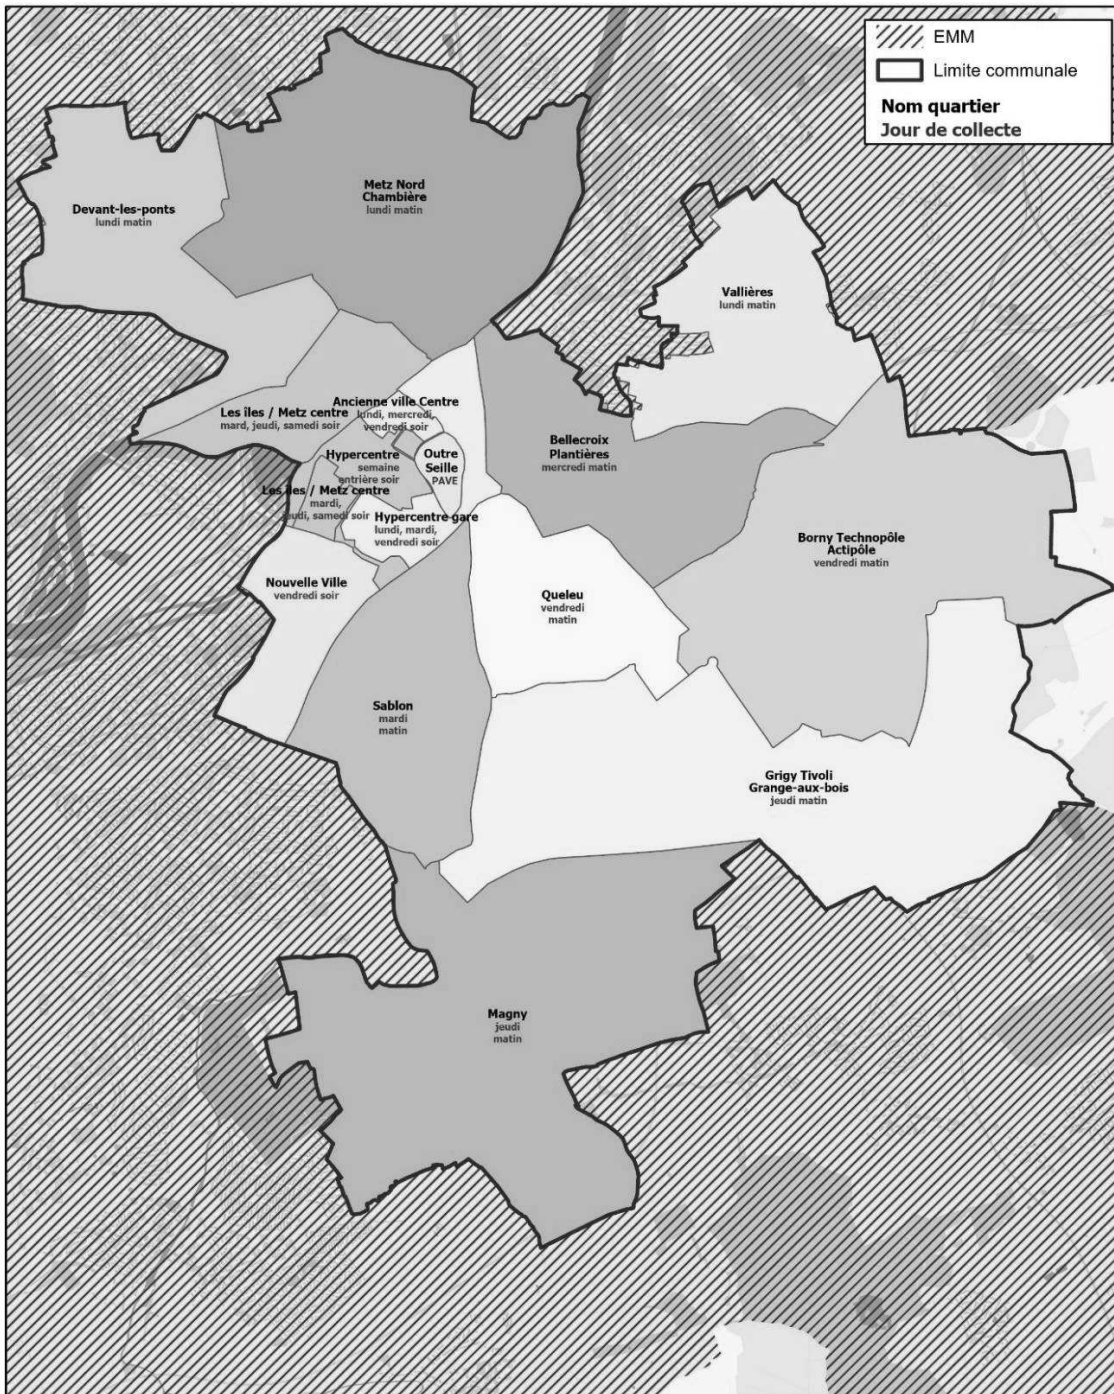 EMM
Limite communale
Nom quartier
Jour de collecte
Metz Nord
Chambière
lundi matin
Devant-les-ponts
lundi matin
Vallières
lundi matin
Ancienne ville Centre
lundi, mercredi,
vendredi soir
Les îles / Metz centre
mard, jeudi, samedi soir
Hypercentre
semaine
entrière soir
Outre
Seille
PAVE
Bellecroix
Plantières
mercredi matin
Les îles / Metz centre
mardi,
jeudi, samedi soir
Hypercentre gare
lundi, mardi,
vendredi soir
Borny Technopôle
Actipôle
vendredi matin
Nouvelle Ville
vendredi soir
Queleu
vendredi
matin
Sablon
mardi
matin
Grigy Tivoli
Grange-aux-bois
jeudi matin
Magny
jeudi
matin